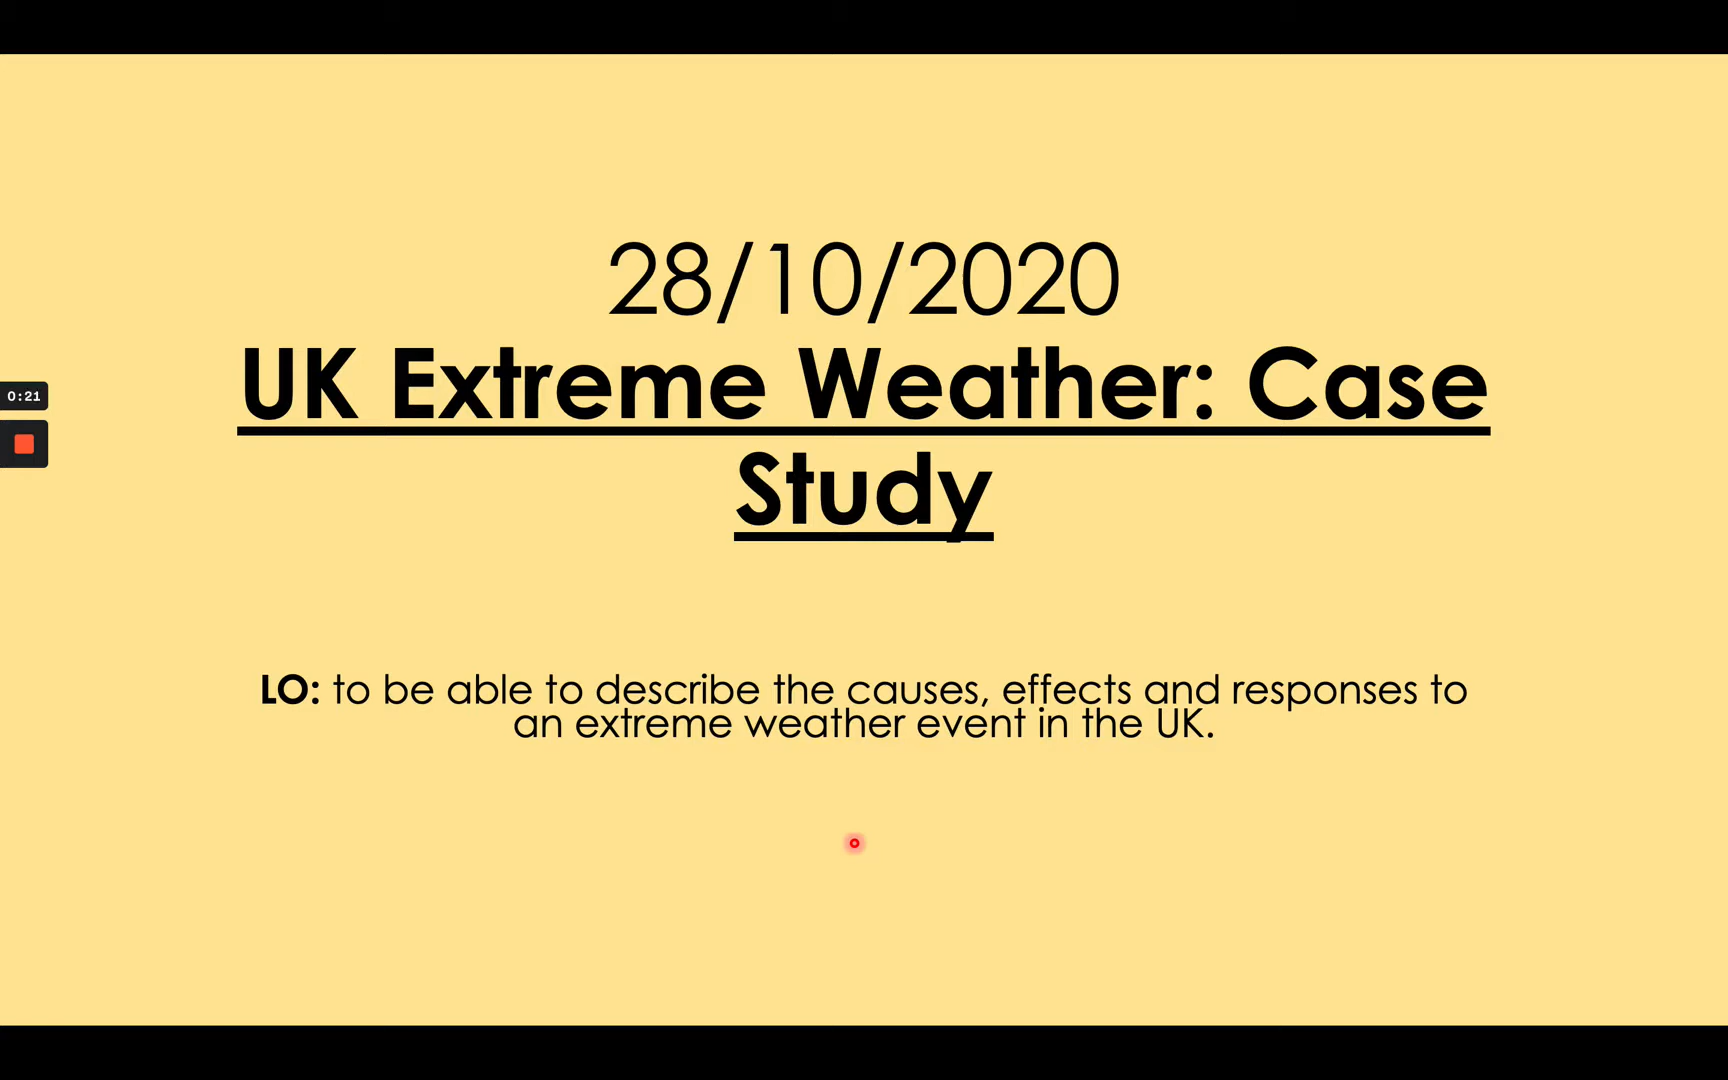 28/10/2020
UK Extreme Weather: Case
Study
0:21
LO: to be able to describe the causes, effects and responses to
an extreme weather event in the UK.